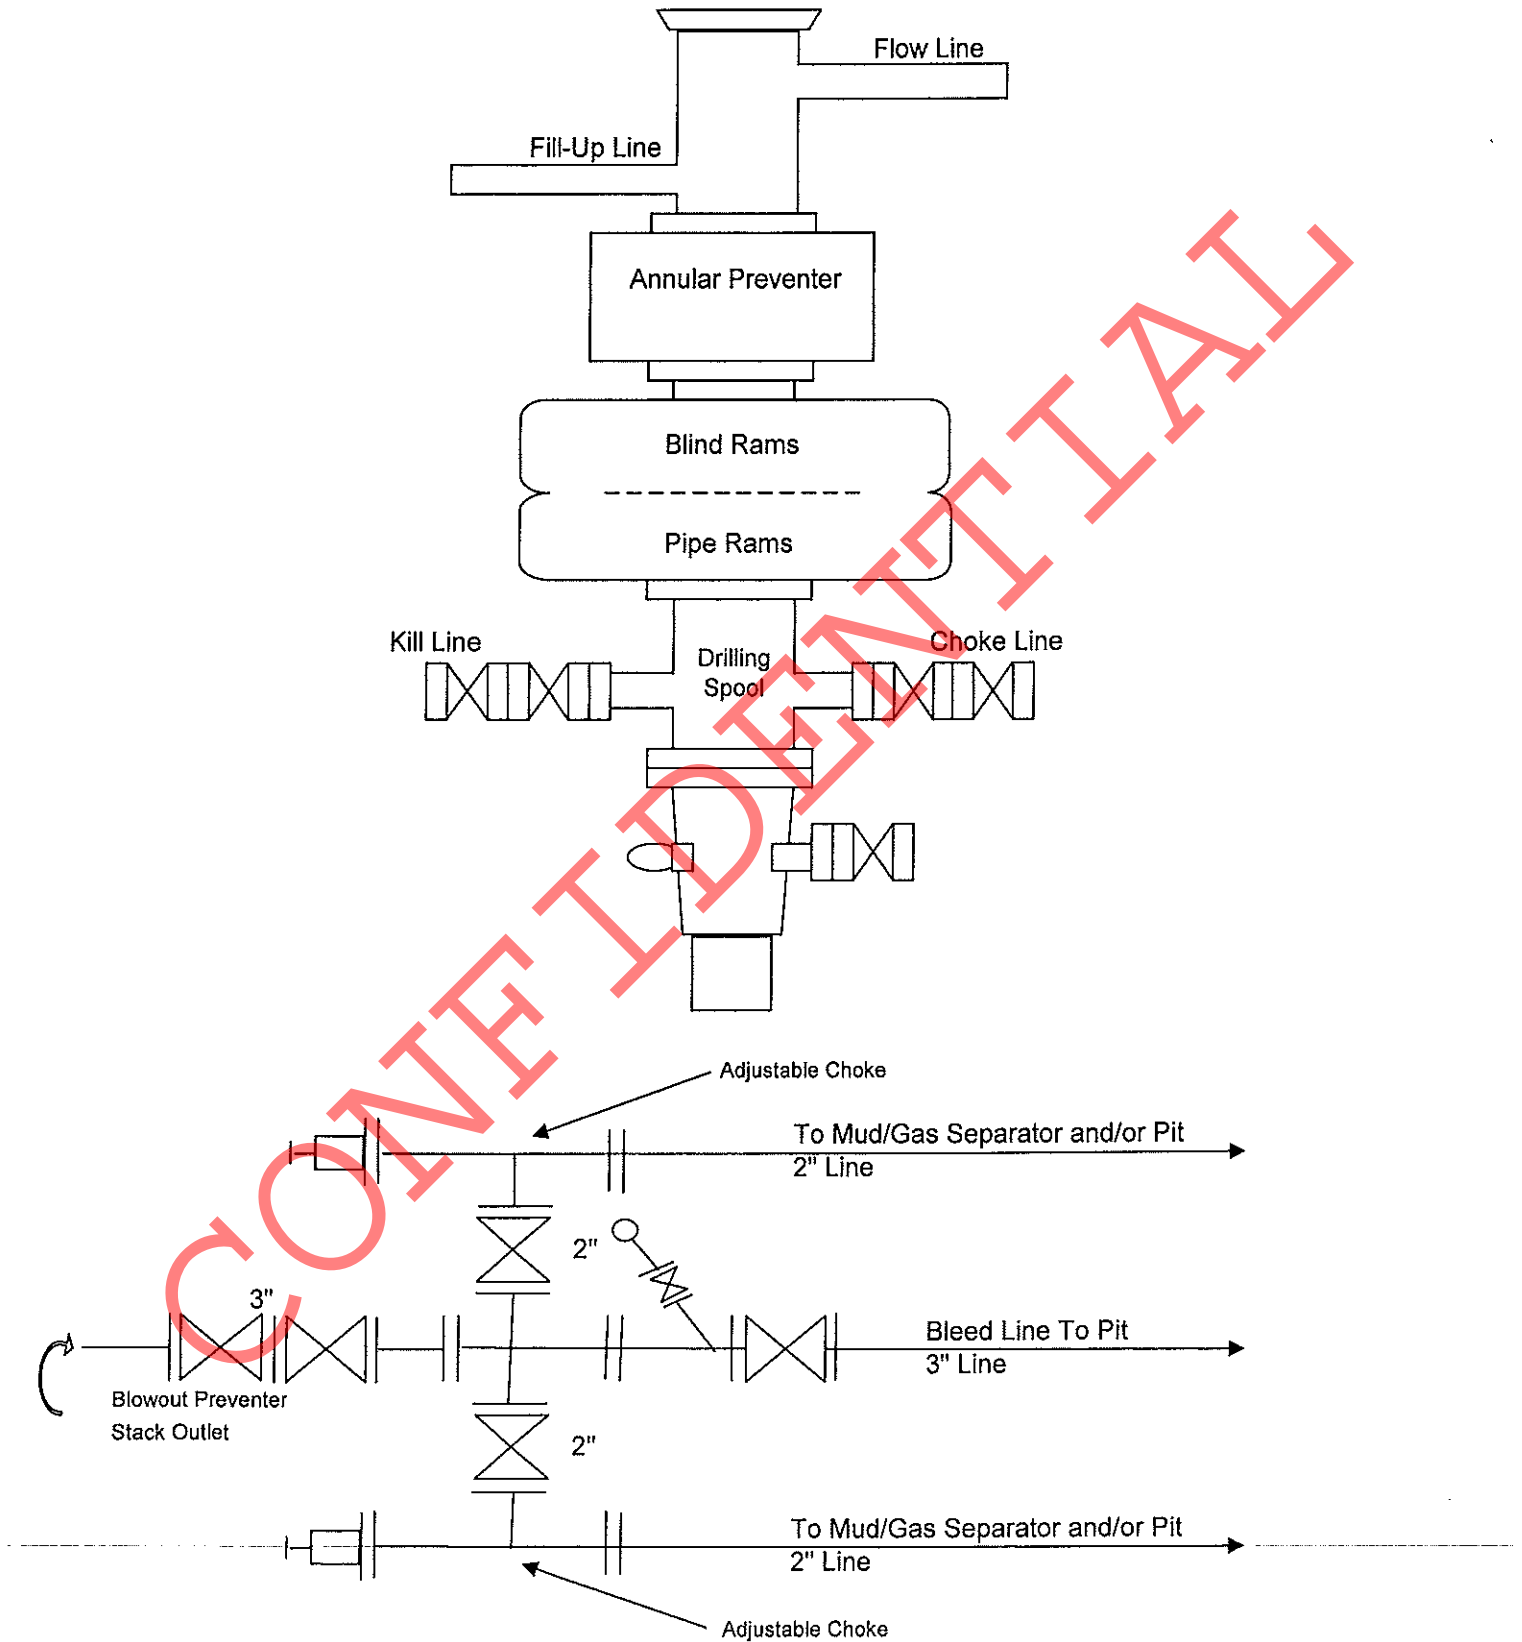 Flow Line
Fill-Up Line
Annular Preventer
Blind Rams
Pipe Rams
Kill Line
Drilling
Spool
Choke Line
CONFIDENTIAL
Adjustable Choke
To Mud/Gas Separator and/or Pit
2" Line
2"
3"
Bleed Line To Pit
3" Line
Blowout Preventer
Stack Outlet
2"
To Mud/Gas Separator and/or Pit
2" Line
Adjustable Choke